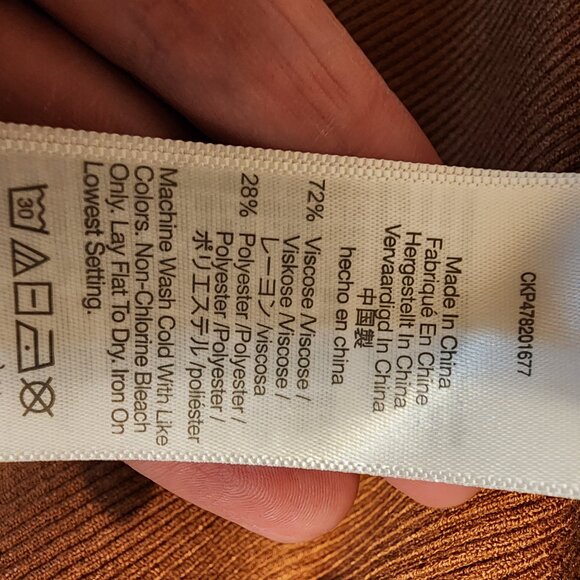 CKP478201677
Made In China
Fabriqué En Chine
Hergestellt In China
Vervaardigd In China
中国製
hecho en china
72% Viscose /viscose /
Viskose /viscose /
レーヨン /viscosa
28% Polyester /Polyester /
Polyester /Polyester /
ポリエステル /poliéster
Machine Wash Cold With Like
Colors. Non-Chlorine Bleach
Only. Lay Flat To Dry. Iron On
Lowest Setting.
30